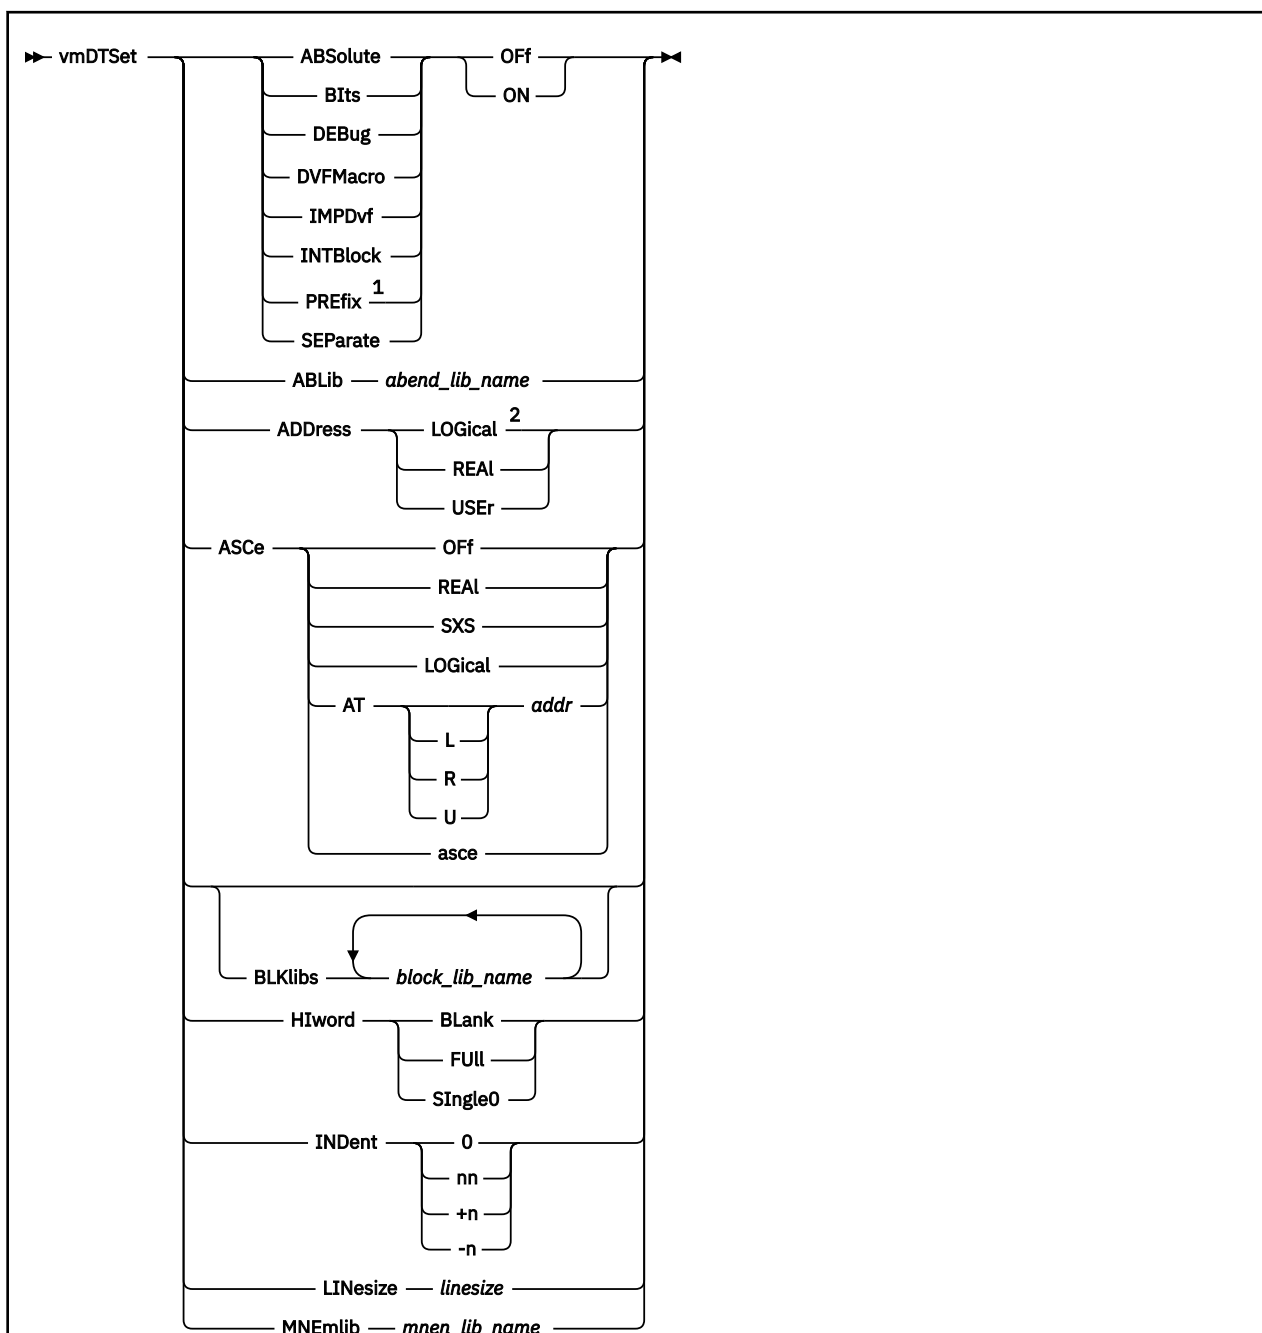 vmDTSet ABSolute OFf
BIts ON
DEBug
DVFMacro
IMPDvf
INTBlock
PREfix 1
SEParate
ABLib abend_lib_name
ADDress LOGical 2
REAl
USEr
ASCe OFf
REAl
SXS
LOGical
AT addr
L
R
U
asce
BLKlibs block_lib_name
HIword BLank
FUll
SIngle0
INDent 0
nn
+n
-n
LINesize linesize
MNEmlib mnen_lib_name